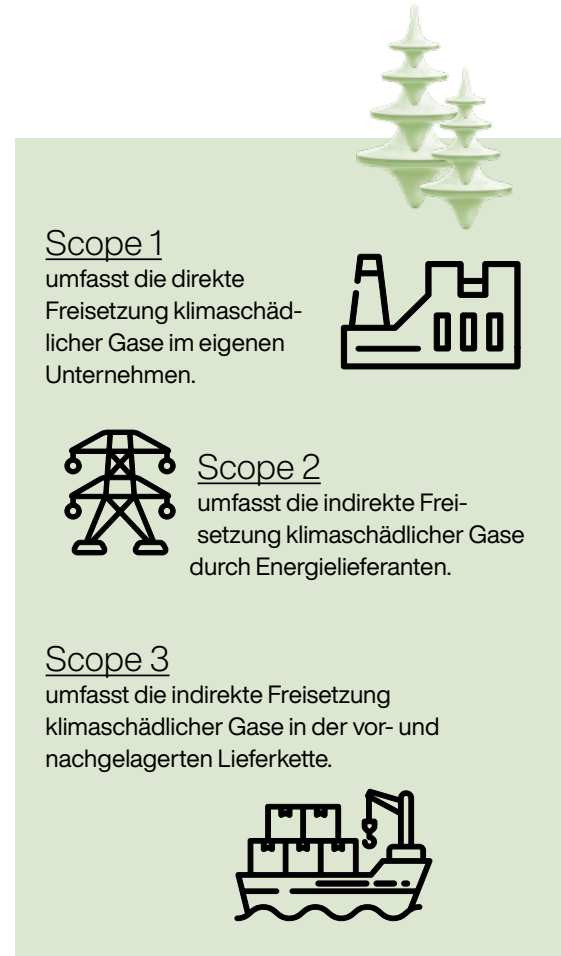 Scope 1
umfasst die direkte
Freisetzung klimaschäd-
licher Gase im eigenen
Unternehmen.
Scope 2
umfasst die indirekte Frei-
setzung klimaschädlicher Gase
durch Energielieferanten.
Scope 3
umfasst die indirekte Freisetzung
klimaschädlicher Gase in der vor- und
nachgelagerten Lieferkette.